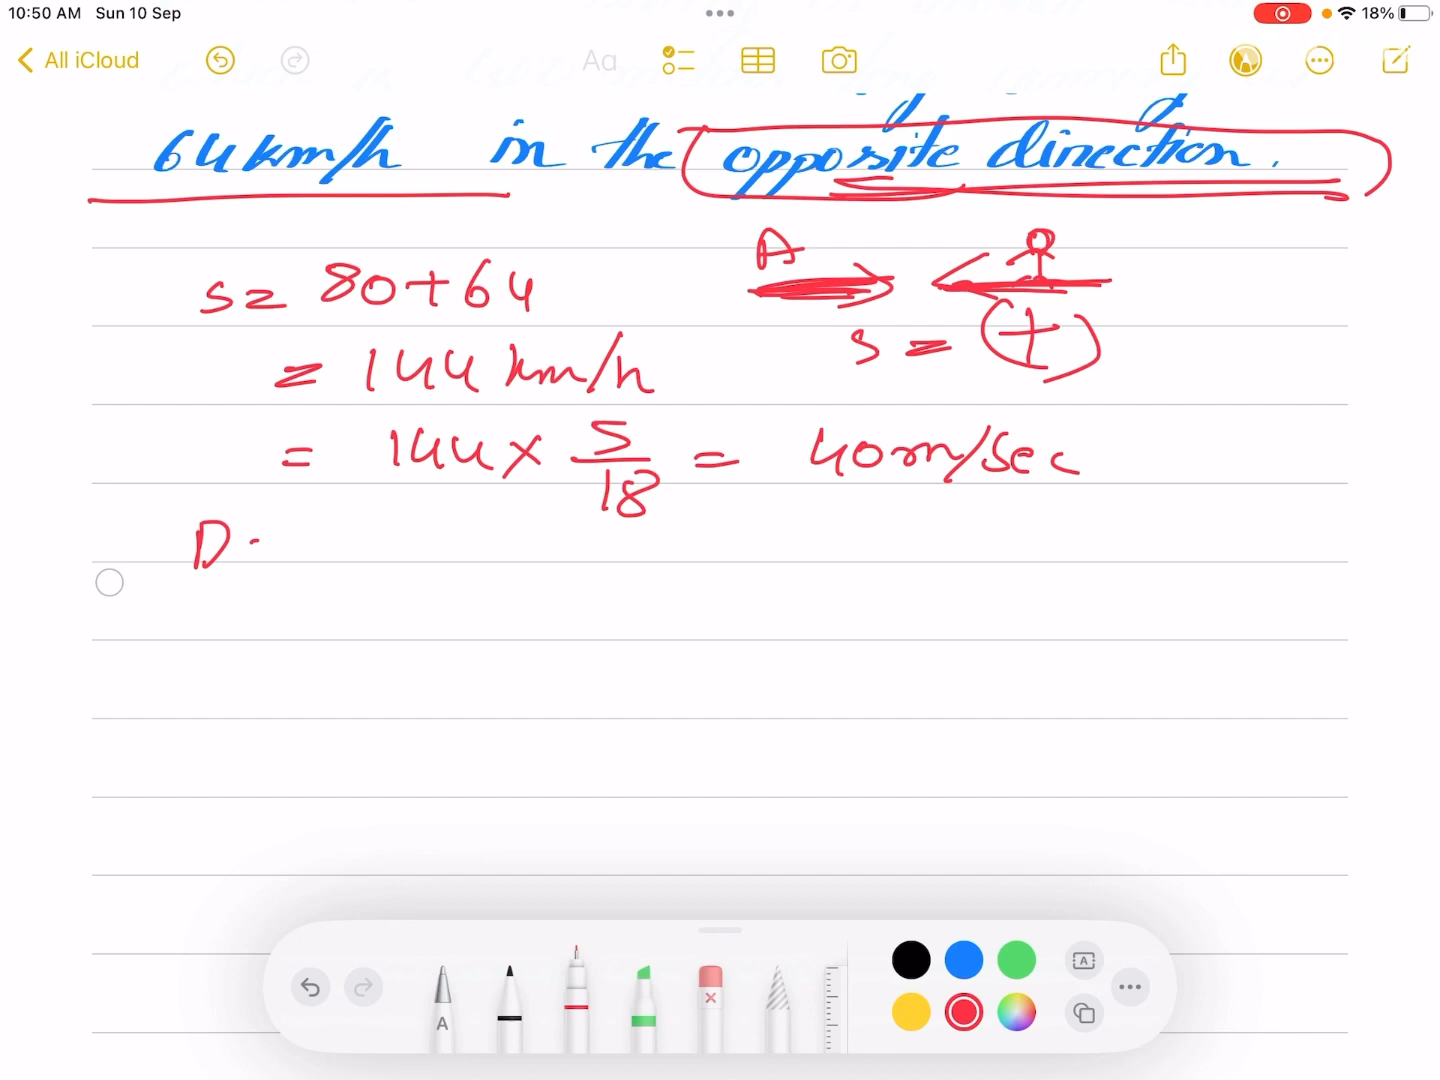 10:50 AM Sun 10 Sep
18%
All iCloud
Aa
64 km/h in the opposite direction.
A
s = 80+64
s = (+)
= 144 km/h
= 144 × 5/18 = 40 m/sec
D -
A
A